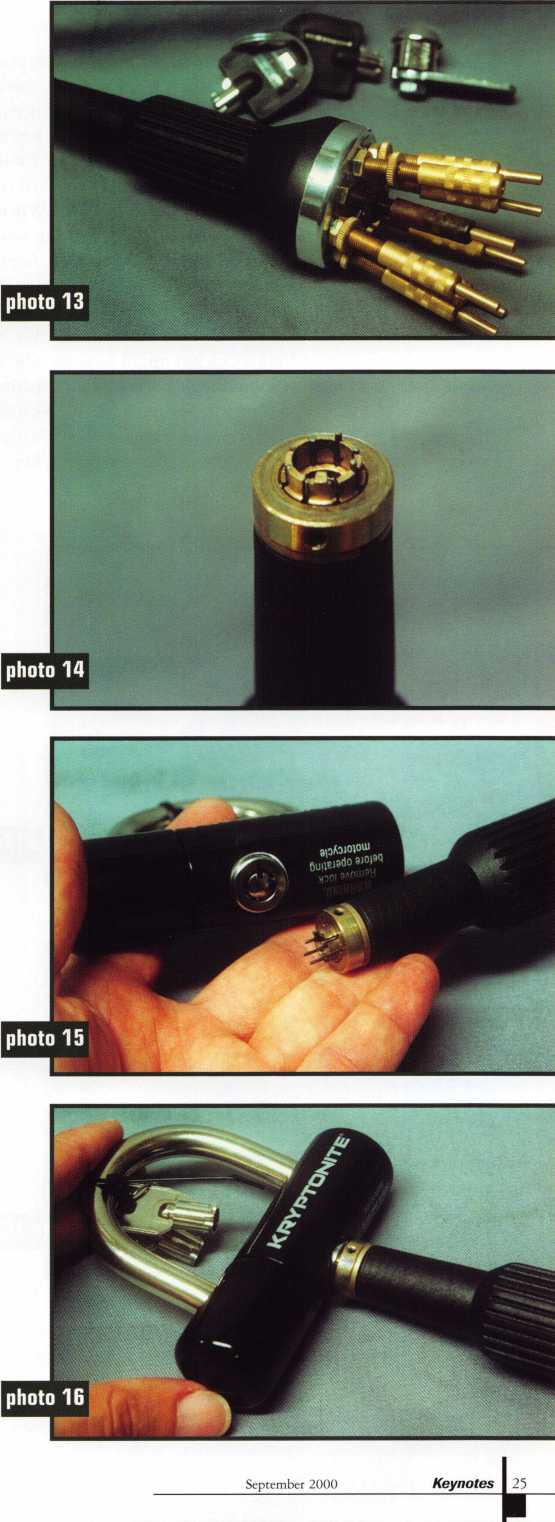 photo 13
photo 14
Remove lock
before operating
motorcycle
photo 15
KRYPTONITE
photo 16
September 2000 Keynotes 25